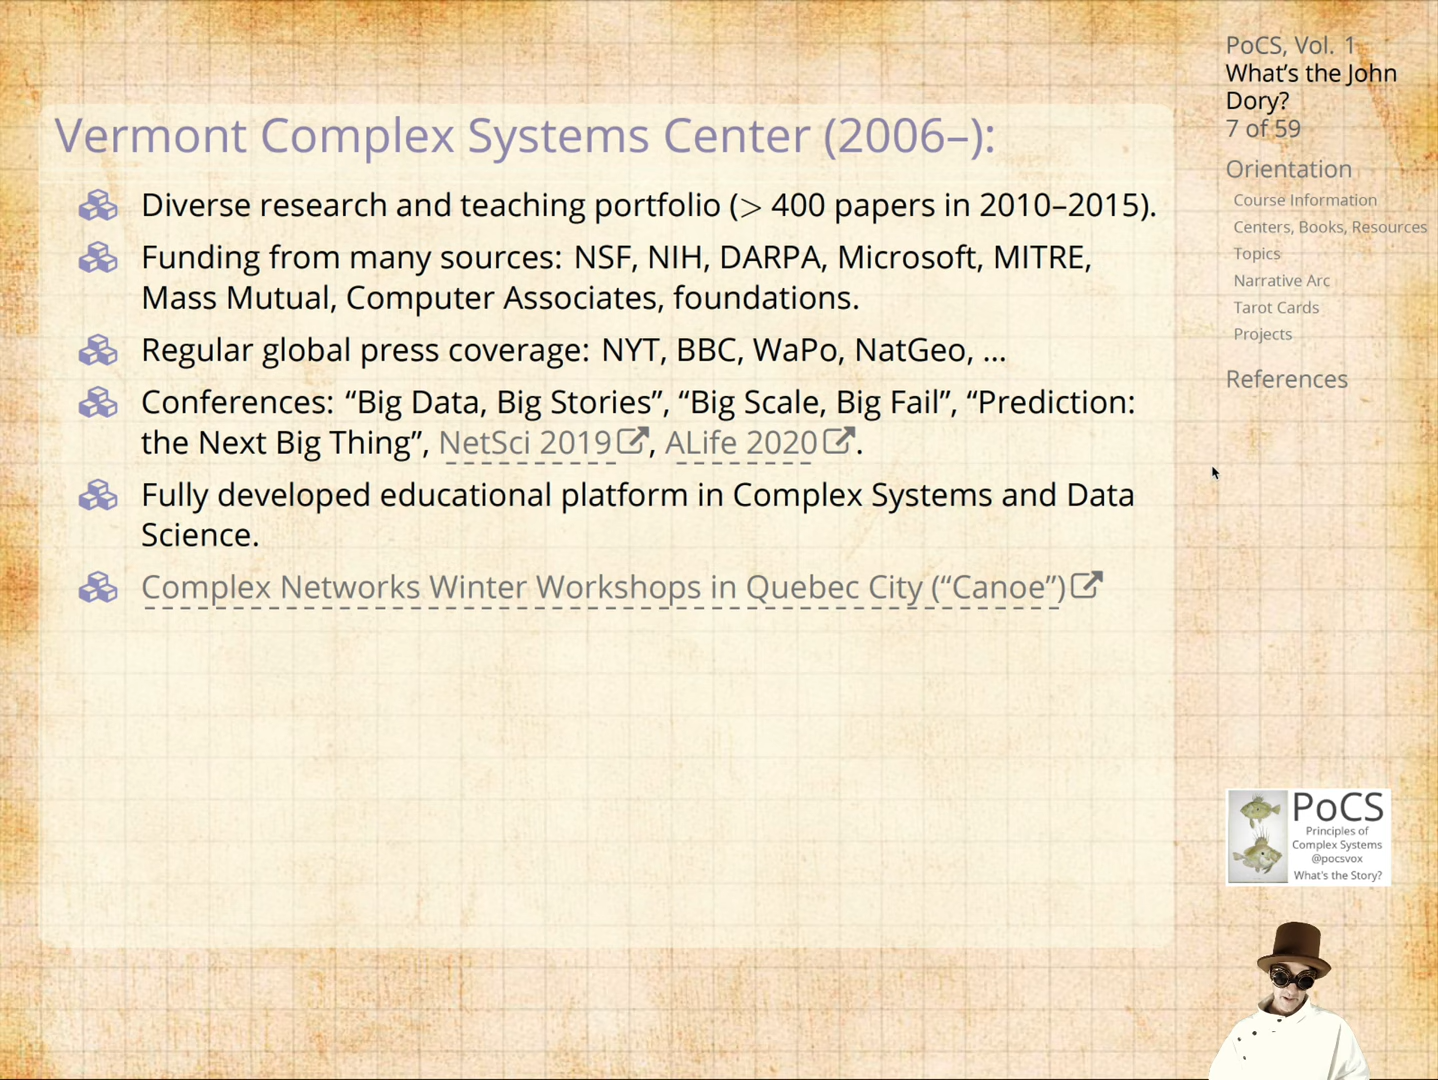 PoCS, Vol. 1
What's the John
Dory?
7 of 59
Orientation
Course Information
Centers, Books, Resources
Topics
Narrative Arc
Tarot Cards
Projects
References
Vermont Complex Systems Center (2006–):
Diverse research and teaching portfolio (> 400 papers in 2010–2015).
Funding from many sources: NSF, NIH, DARPA, Microsoft, MITRE,
Mass Mutual, Computer Associates, foundations.
Regular global press coverage: NYT, BBC, WaPo, NatGeo, ...
Conferences: “Big Data, Big Stories”, “Big Scale, Big Fail”, “Prediction:
the Next Big Thing”, NetSci 2019, ALife 2020.
Fully developed educational platform in Complex Systems and Data
Science.
Complex Networks Winter Workshops in Quebec City (“Canoe”)
PoCS
Principles of
Complex Systems
@pocsvox
What's the Story?